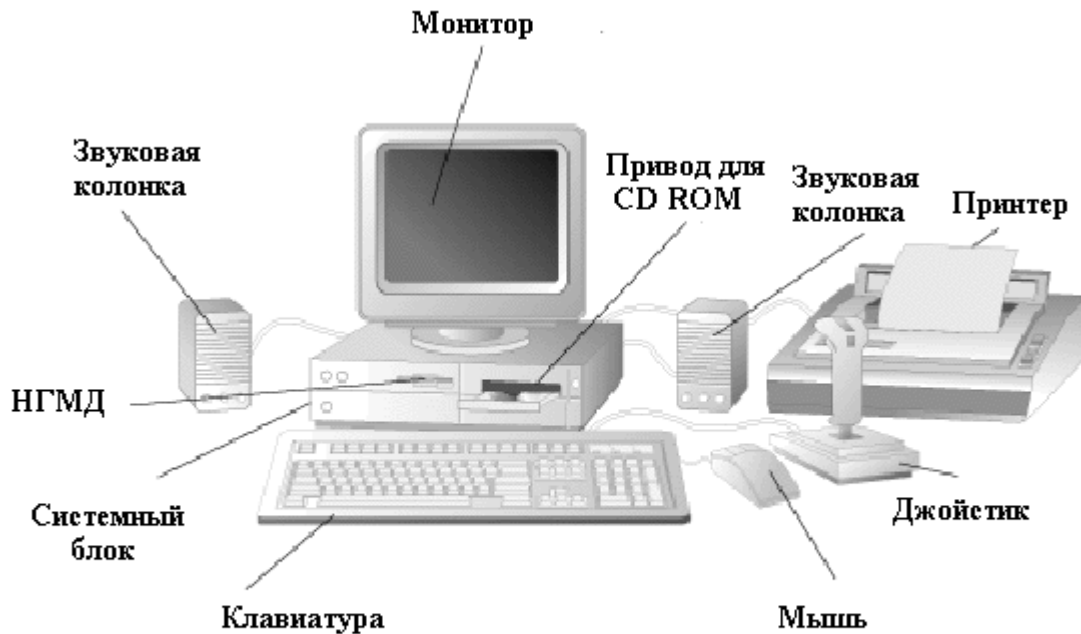 Монитор
Звуковая
колонка
Привод для
CD ROM
Звуковая
колонка
Принтер
НГМД
Системный
блок
Джойстик
Клавиатура
Мышь